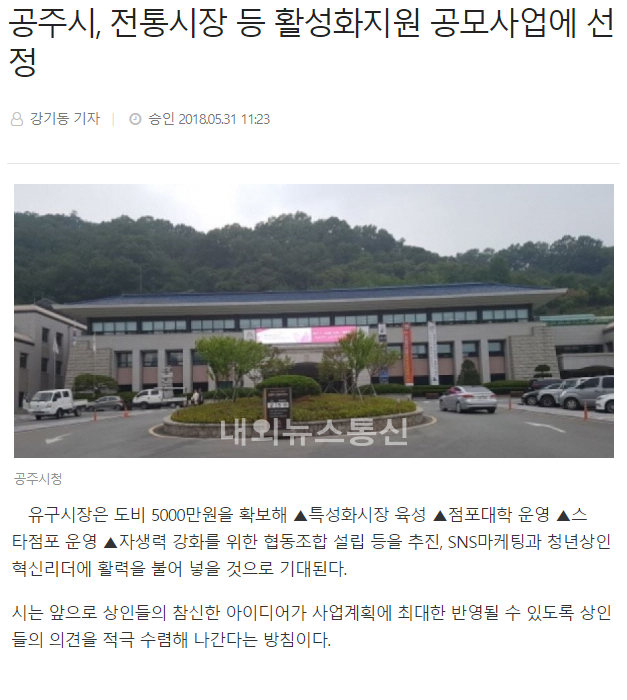 공주시, 전통시장 등 활성화지원 공모사업에 선
정
강기동 기자 | 승인 2018.05.31 11:23
내외뉴스통신
공주시청
유구시장은 도비 5000만원을 확보해 ▲특성화시장 육성 ▲점포대학 운영 ▲스
타점포 운영 ▲자생력 강화를 위한 협동조합 설립 등을 추진, SNS마케팅과 청년상인
혁신리더에 활력을 불어 넣을 것으로 기대된다.
시는 앞으로 상인들의 참신한 아이디어가 사업계획에 최대한 반영될 수 있도록 상인
들의 의견을 적극 수렴해 나간다는 방침이다.